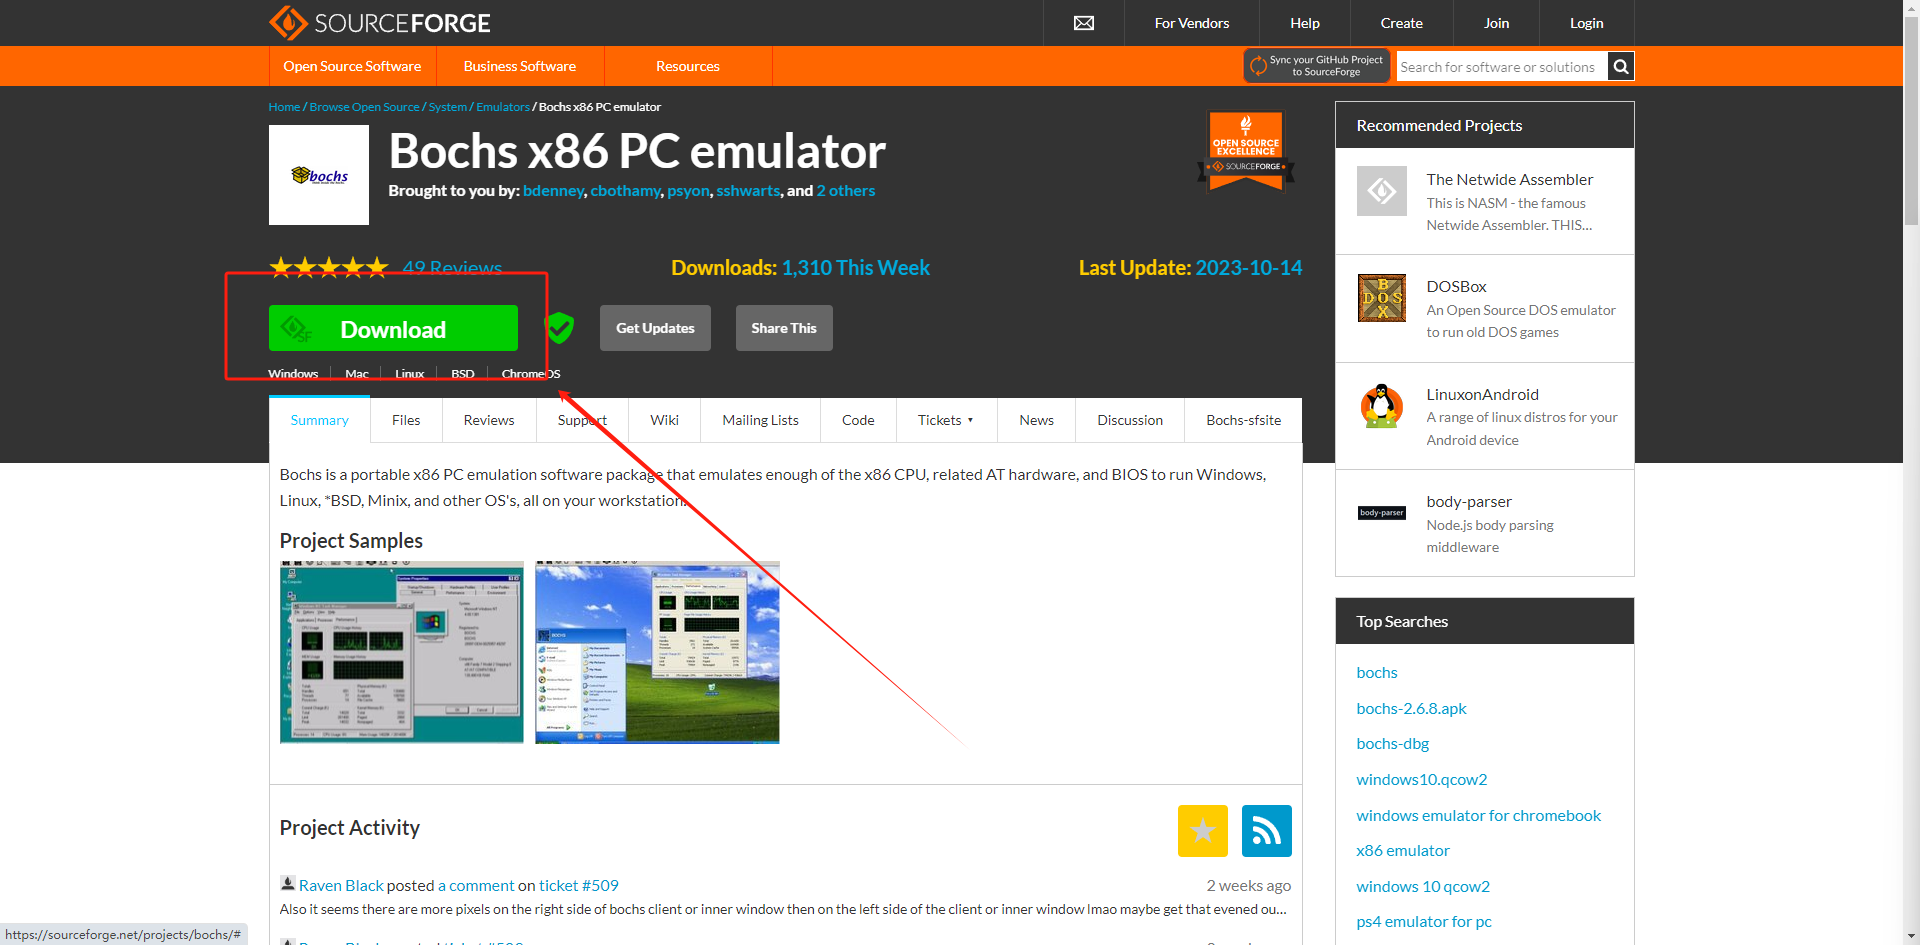 SOURCEFORGE
For Vendors
Help
Create
Join
Login
Open Source Software
Business Software
Resources
Sync your GitHub Project
to SourceForge
Search for software or solutions
Home / Browse Open Source / System / Emulators / Bochs x86 PC emulator
bochs
Bochs x86 PC emulator
Brought to you by: bdenney, cbothamy, psyon, sshwarts, and 2 others
OPEN SOURCE
EXCELLENCE
SOURCEFORGE
49 Reviews
Downloads: 1,310 This Week
Last Update: 2023-10-14
Download
Get Updates
Share This
Windows
Mac
Linux
BSD
ChromeOS
Summary
Files
Reviews
Support
Wiki
Mailing Lists
Code
Tickets
News
Discussion
Bochs-sfsite
Bochs is a portable x86 PC emulation software package that emulates enough of the x86 CPU, related AT hardware, and BIOS to run Windows,
Linux, *BSD, Minix, and other OS's, all on your workstation.
Project Samples
Project Activity
Raven Black posted a comment on ticket #509
2 weeks ago
Also it seems there are more pixels on the right side of bochs client or inner window then on the left side of the client or inner window lmao maybe get that evened ou...
Recommended Projects
The Netwide Assembler
This is NASM - the famous
Netwide Assembler. THIS...
DOSBox
An Open Source DOS emulator
to run old DOS games
LinuxonAndroid
A range of linux distros for your
Android device
body-parser
body-parser
Node.js body parsing
middleware
Top Searches
bochs
bochs-2.6.8.apk
bochs-dbg
windows10.qcow2
windows emulator for chromebook
x86 emulator
windows 10 qcow2
ps4 emulator for pc
https://sourceforge.net/projects/bochs/#